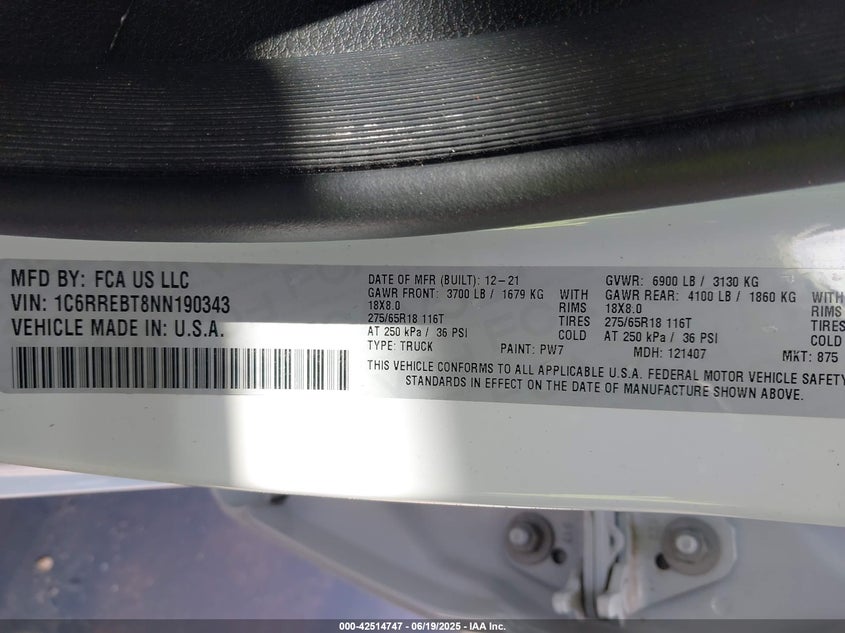 MFD BY: FCA US LLC
VIN: 1C6RREBT8NN190343
VEHICLE MADE IN: U.S.A.
DATE OF MFR (BUILT): 12-21 GVWR: 6900 LB / 3130 KG
GAWR FRONT: 3700 LB / 1679 KG WITH GAWR REAR: 4100 LB / 1860 KG WITH
18X8.0 RIMS 18X8.0 RIMS
275/65R18 116T TIRES 275/65R18 116T TIRES
AT 250 kPa / 36 PSI COLD AT 250 kPa / 36 PSI COLD
TYPE: TRUCK PAINT: PW7 MDH: 121407 MKT: 875
THIS VEHICLE CONFORMS TO ALL APPLICABLE U.S.A. FEDERAL MOTOR VEHICLE SAFETY
STANDARDS IN EFFECT ON THE DATE OF MANUFACTURE SHOWN ABOVE.
000-42514747 - 06/19/2025 - IAA Inc.